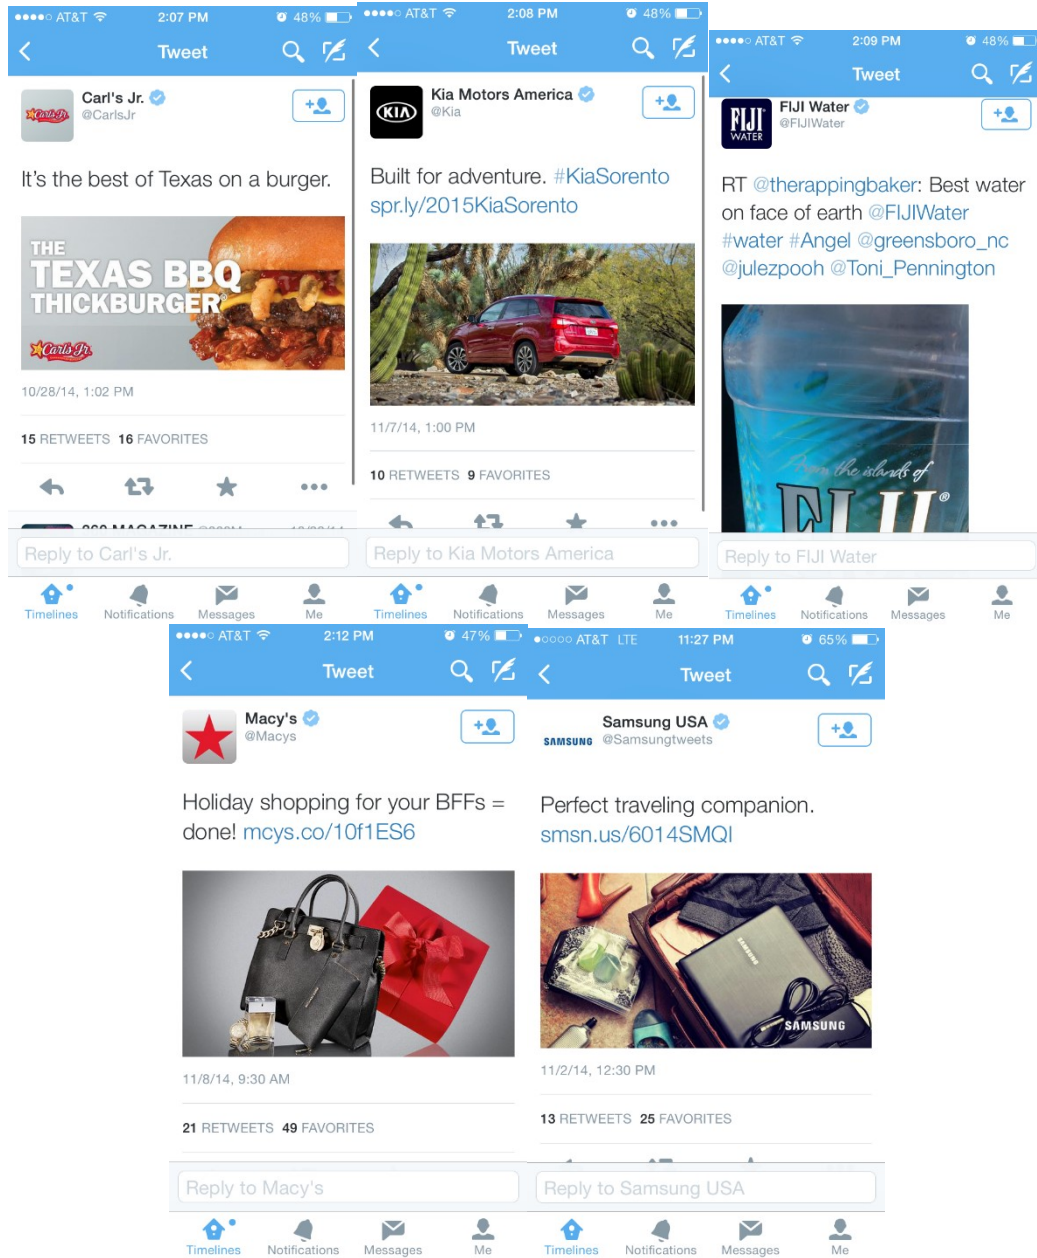 AT&T 2:07 PM 48%
Tweet
Carl's Jr.
@CarlsJr
Carl's Jr.
It's the best of Texas on a burger.
THE
TEXAS BBQ
THICKBURGER®
Carl's Jr.
10/28/14, 1:02 PM
15 RETWEETS 16 FAVORITES
Reply to Carl's Jr.
Timelines Notifications Messages Me
AT&T 2:08 PM 48%
Tweet
KIA
Kia Motors America
@Kia
Built for adventure. #KiaSorento
spr.ly/2015KiaSorento
11/7/14, 1:00 PM
10 RETWEETS 9 FAVORITES
Reply to Kia Motors America
Timelines Notifications Messages Me
AT&T 2:09 PM 48%
Tweet
FIJI
WATER
FIJI Water
@FIJIWater
RT @therappingbaker: Best water
on face of earth @FIJIWater
#water #Angel @greensboro_nc
@julezpooh @Toni_Pennington
From the islands of
FIJI®
Reply to FIJI Water
Timelines Notifications Messages Me
AT&T 2:12 PM 47%
Tweet
Macy's
@Macys
Holiday shopping for your BFFs =
done! mcys.co/10f1ES6
11/8/14, 9:30 AM
21 RETWEETS 49 FAVORITES
Reply to Macy's
Timelines Notifications Messages Me
AT&T LTE 11:27 PM 65%
Tweet
SAMSUNG
Samsung USA
@Samsungtweets
Perfect traveling companion.
smsn.us/6014SMQI
SAMSUNG
SAMSUNG
11/2/14, 12:30 PM
13 RETWEETS 25 FAVORITES
Reply to Samsung USA
Timelines Notifications Messages Me